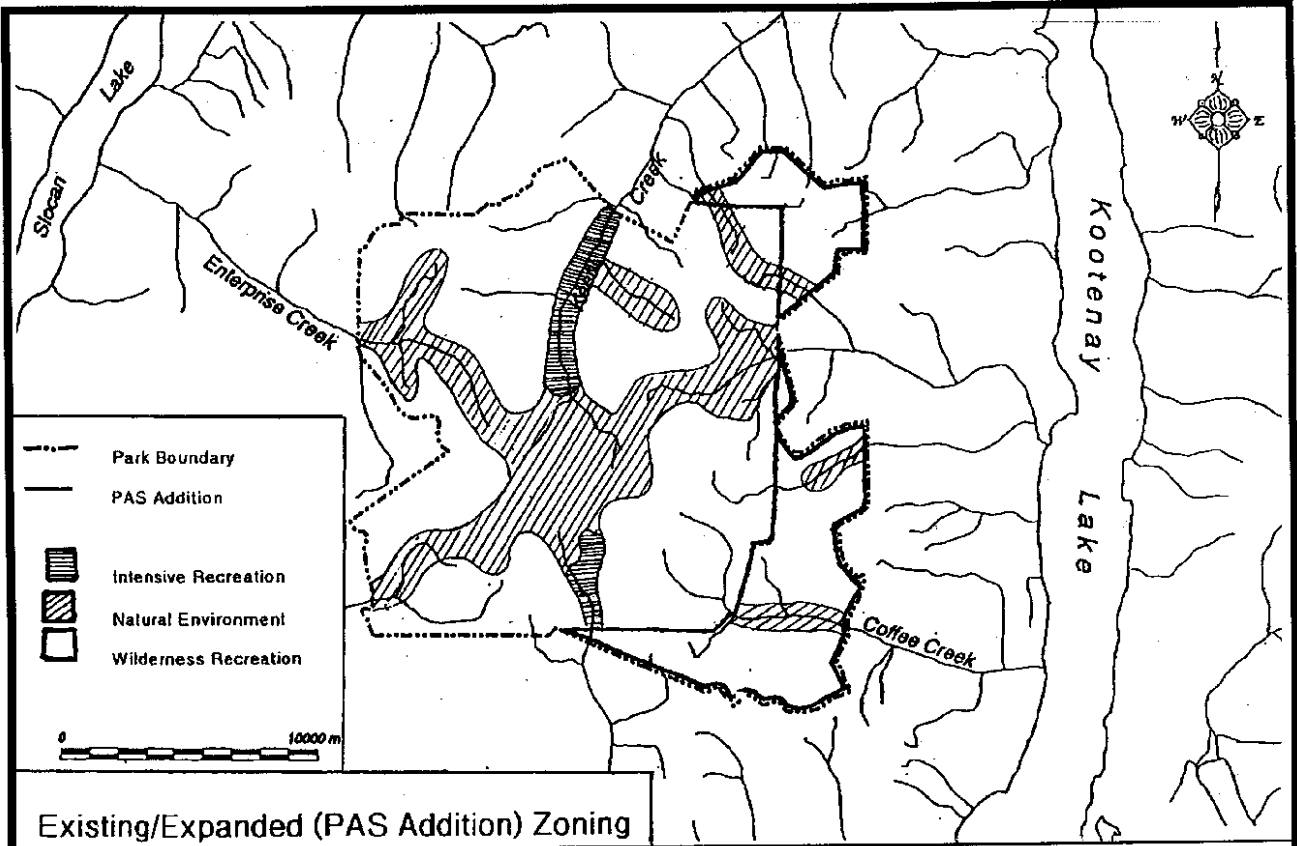 Slocan
Lake
Enterprise Creek
Creek
Kootenay
Lake
Coffee Creek
N
W
E
Park Boundary
PAS Addition
Intensive Recreation
Natural Environment
Wilderness Recreation
0
10000 m
Existing/Expanded (PAS Addition) Zoning